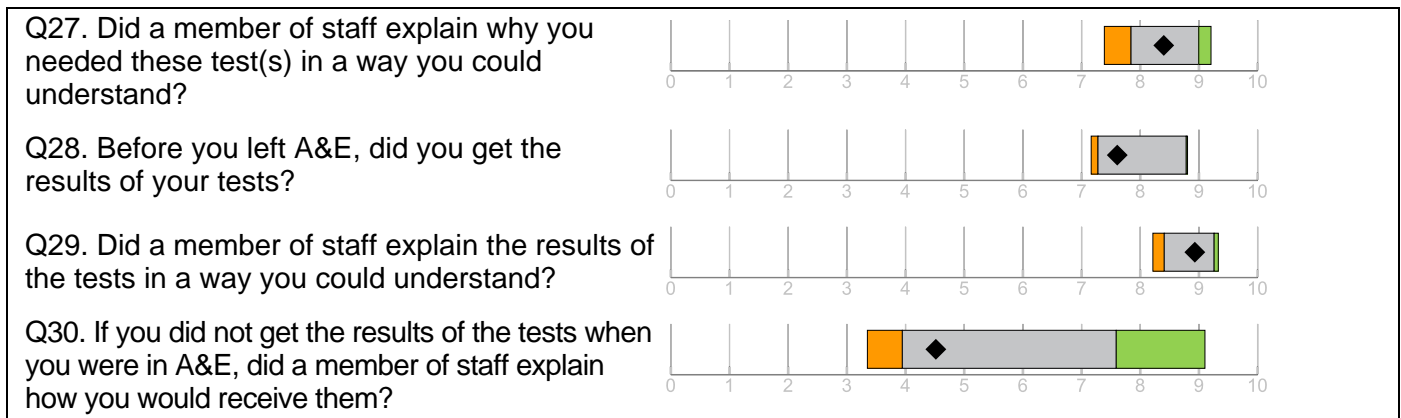 Q27. Did a member of staff explain why you
needed these test(s) in a way you could
understand?
0 1 2 3 4 5 6 7 8 9 10
Q28. Before you left A&E, did you get the
results of your tests?
0 1 2 3 4 5 6 7 8 9 10
Q29. Did a member of staff explain the results of
the tests in a way you could understand?
0 1 2 3 4 5 6 7 8 9 10
Q30. If you did not get the results of the tests when
you were in A&E, did a member of staff explain
how you would receive them?
0 1 2 3 4 5 6 7 8 9 10